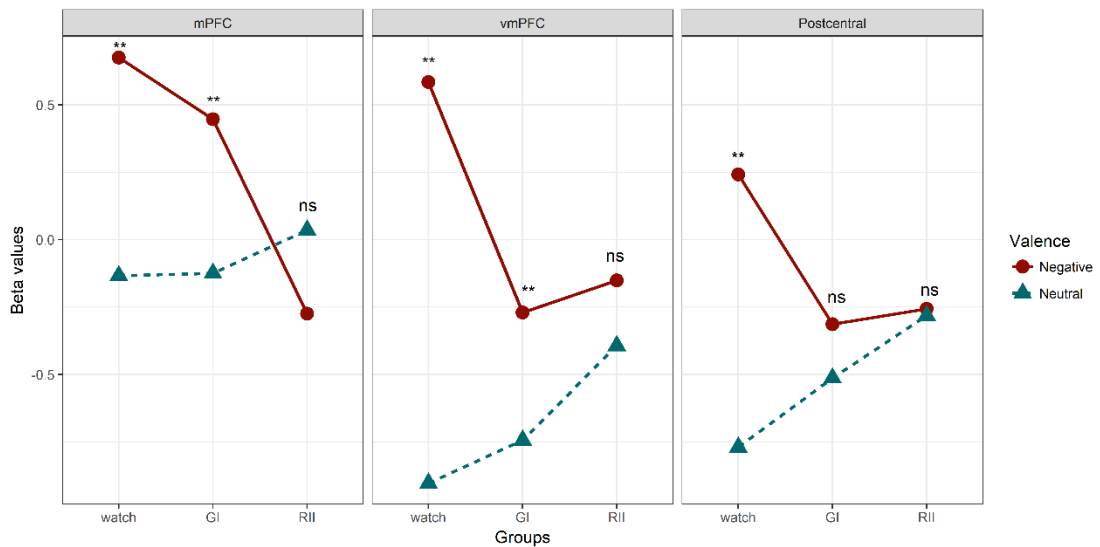 mPFC vmPFC Postcentral
** ** ** ** ns ns ** ns ns
0.5
0.0
-0.5
Beta values
watch GI RII watch GI RII watch GI RII
Groups
Valence
Negative
Neutral